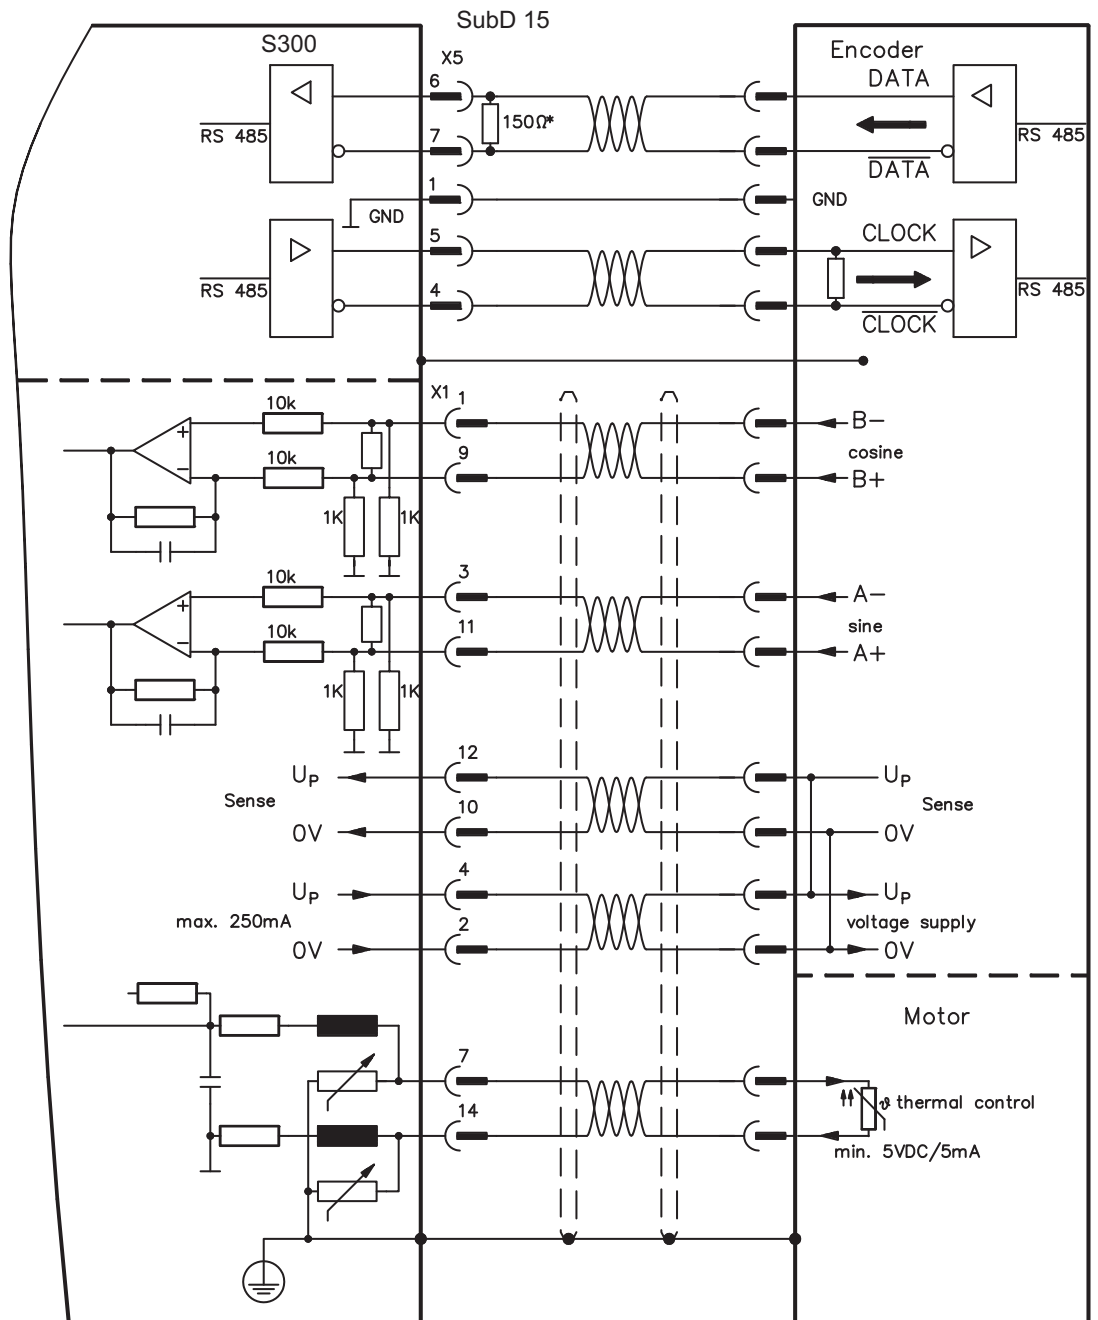 SubD 15
S300
X5
Encoder
6
DATA
RS 485
150Ω*
RS 485
7
DATA
1
GND
GND
5
CLOCK
RS 485
RS 485
4
CLOCK
X1
1
10k
B-
cosine
10k
9
B+
1K
1K
10k
3
A-
sine
10k
11
A+
1K
1K
12
UP
UP
Sense
Sense
10
0V
0V
4
UP
UP
max. 250mA
voltage supply
2
0V
0V
Motor
7
ϑ thermal control
14
min. 5VDC/5mA